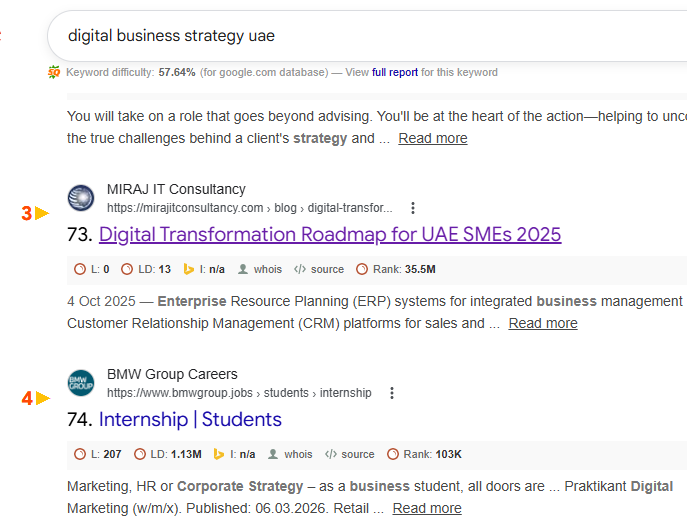 digital business strategy uae
Keyword difficulty: 57.64% (for google.com database) — View full report for this keyword
You will take on a role that goes beyond advising. You'll be at the heart of the action—helping to
the true challenges behind a client's strategy and ... Read more
MIRAJ IT Consultancy
https://mirajitconsultancy.com › blog › digital-transfor...
3
73. Digital Transformation Roadmap for UAE SMEs 2025
L: 0 LD: 13 I: n/a whois </> source Rank: 35.5M
4 Oct 2025 — Enterprise Resource Planning (ERP) systems for integrated business management
Customer Relationship Management (CRM) platforms for sales and ... Read more
BMW GROUP
BMW Group Careers
https://www.bmwgroup.jobs › students › internship
4
74. Internship | Students
L: 207 LD: 1.13M I: n/a whois </> source Rank: 103K
Marketing, HR or Corporate Strategy – as a business student, all doors are ... Praktikant Digital
Marketing (w/m/x). Published: 06.03.2026. Retail ... Read more